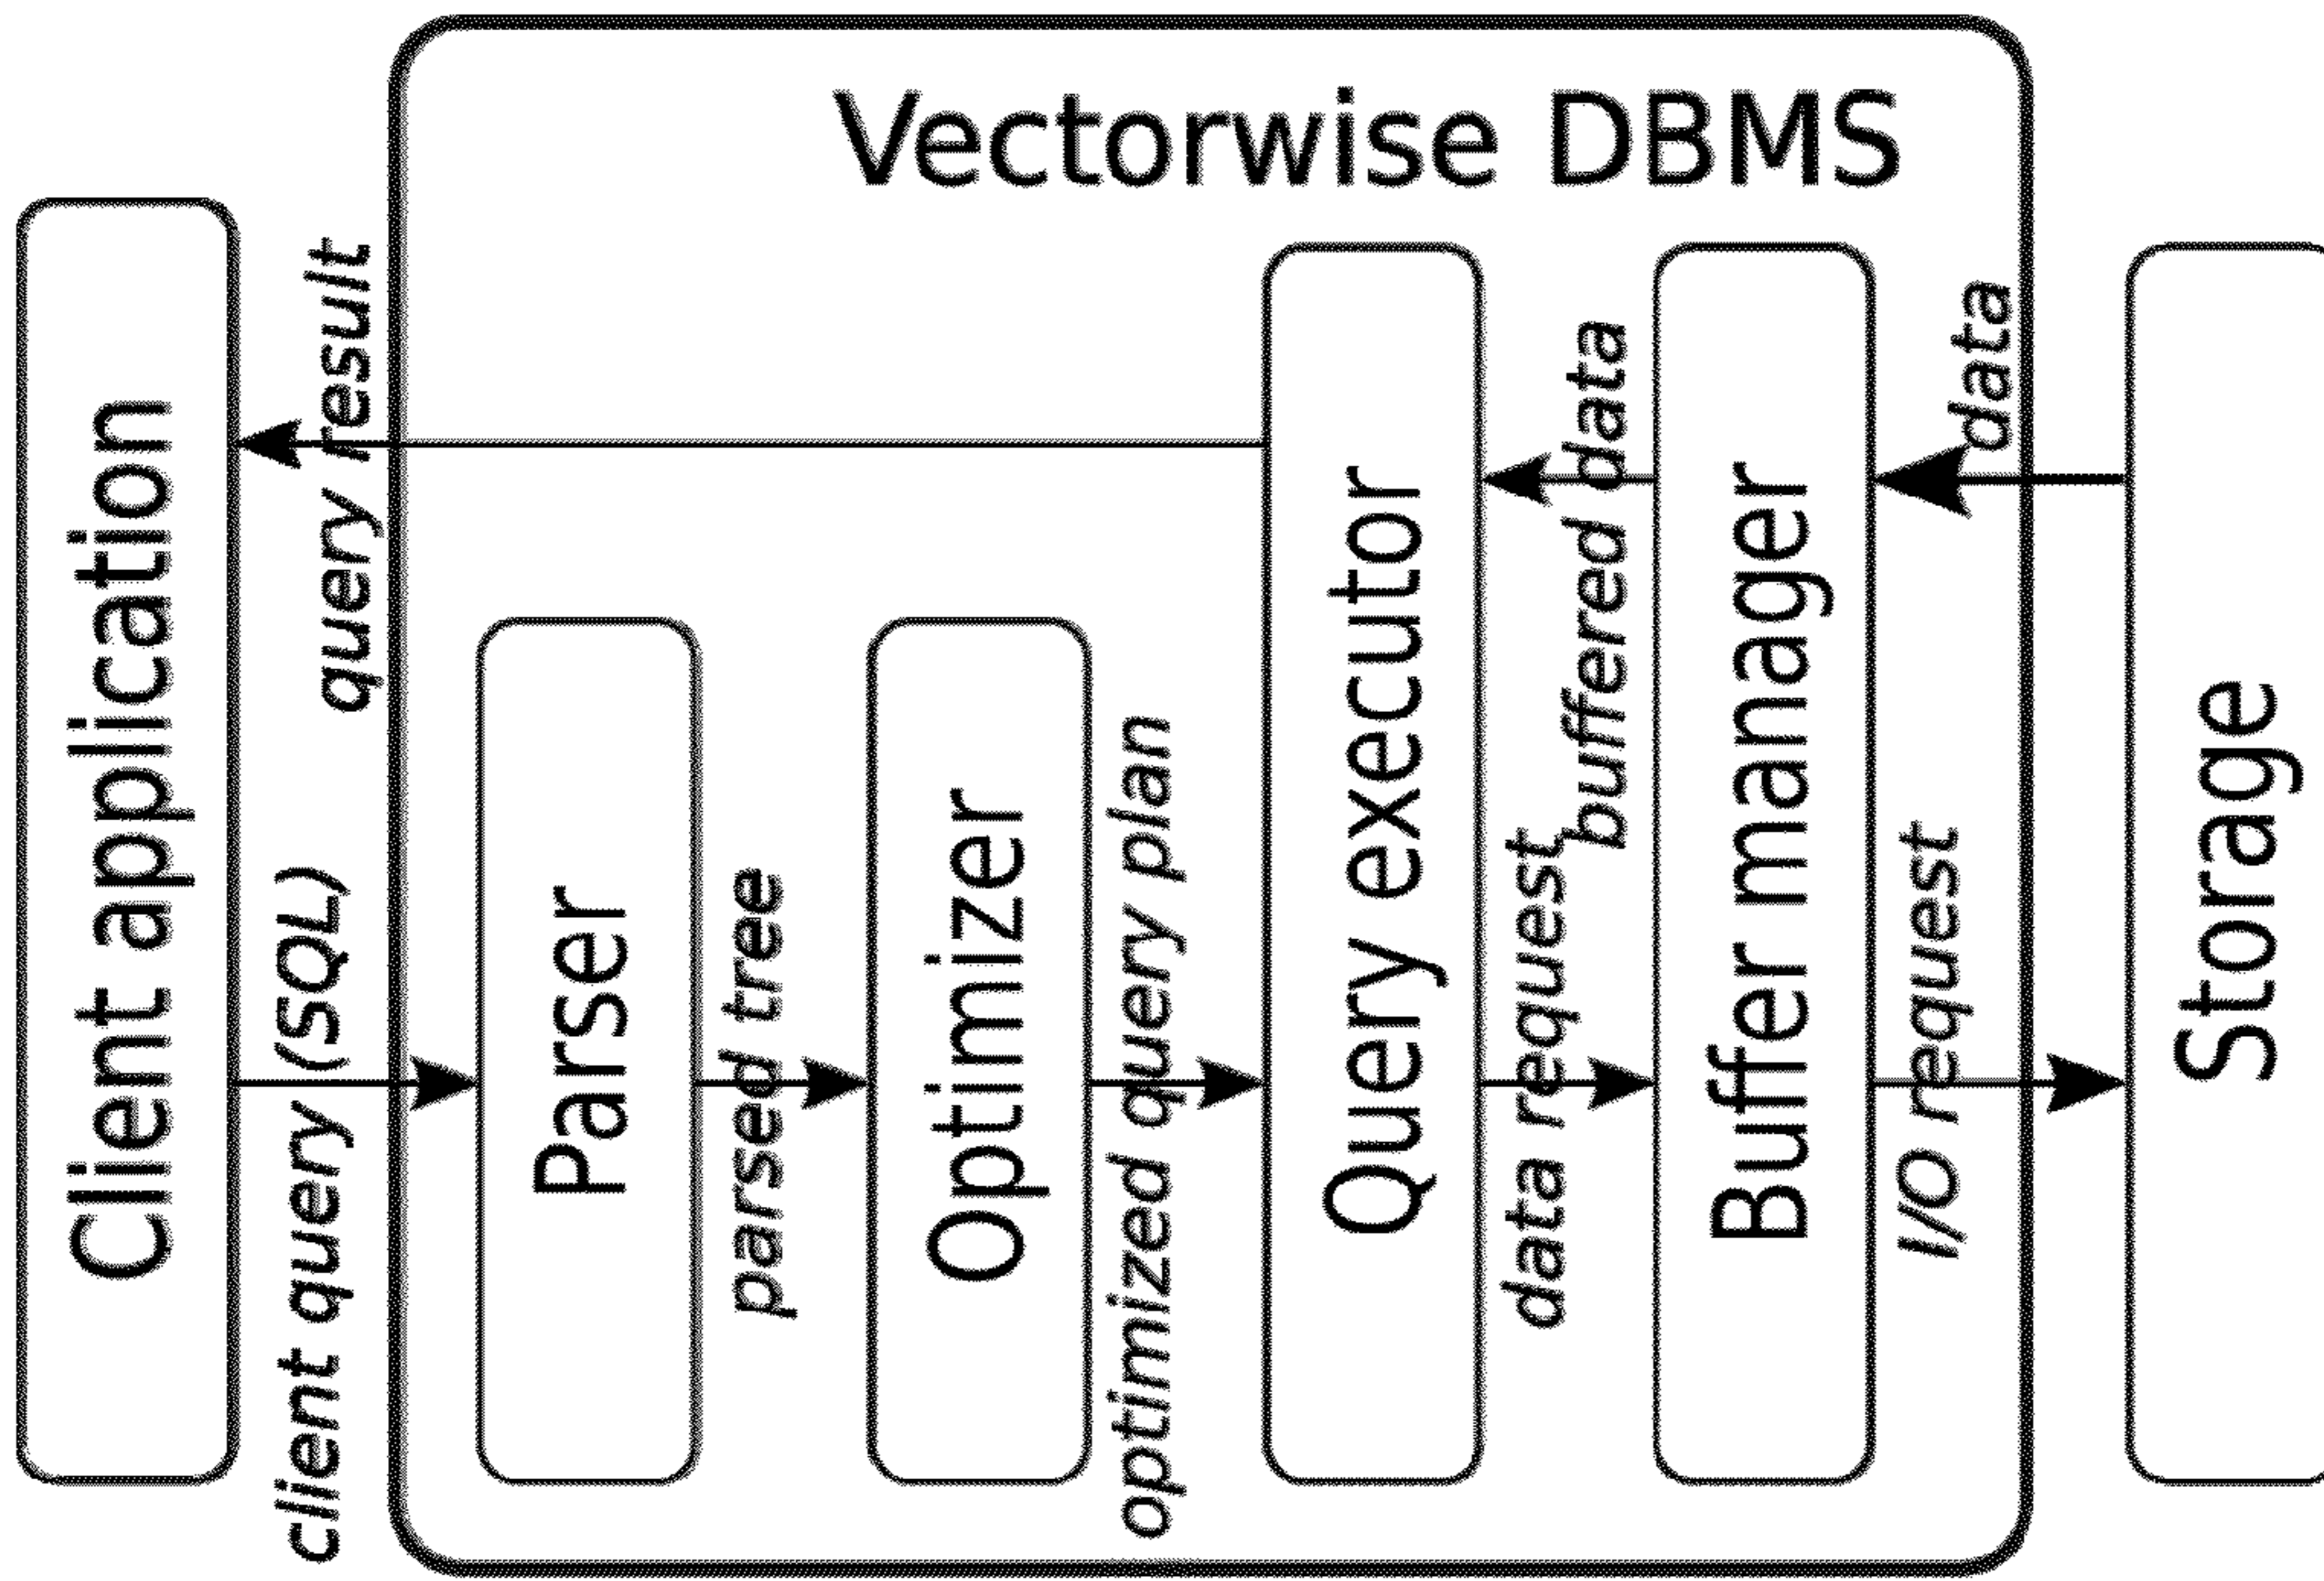 Vectorwise DBMS
Client application
client query (SQL)
query result
Parser
parsed tree
Optimizer
optimized query plan
Query executor
data request
buffered data
Buffer manager
I/O request
data
Storage